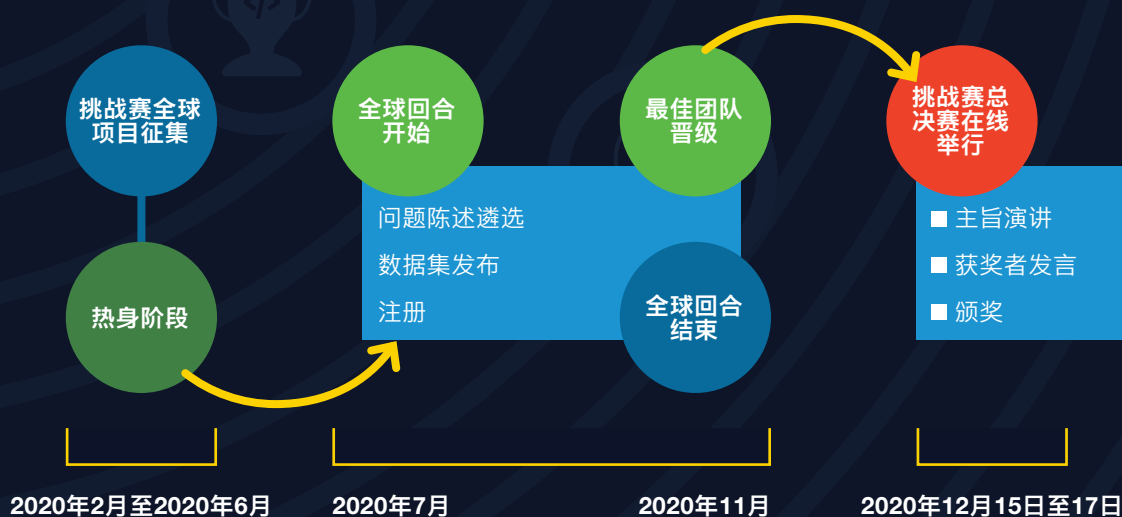 挑战赛全球
项目征集
热身阶段
全球回合
开始
问题陈述遴选
数据集发布
注册
最佳团队
晋级
全球回合
结束
挑战赛总
决赛在线
举行
■ 主旨演讲
■ 获奖者发言
■ 颁奖
2020年2月至2020年6月
2020年7月
2020年11月
2020年12月15日至17日